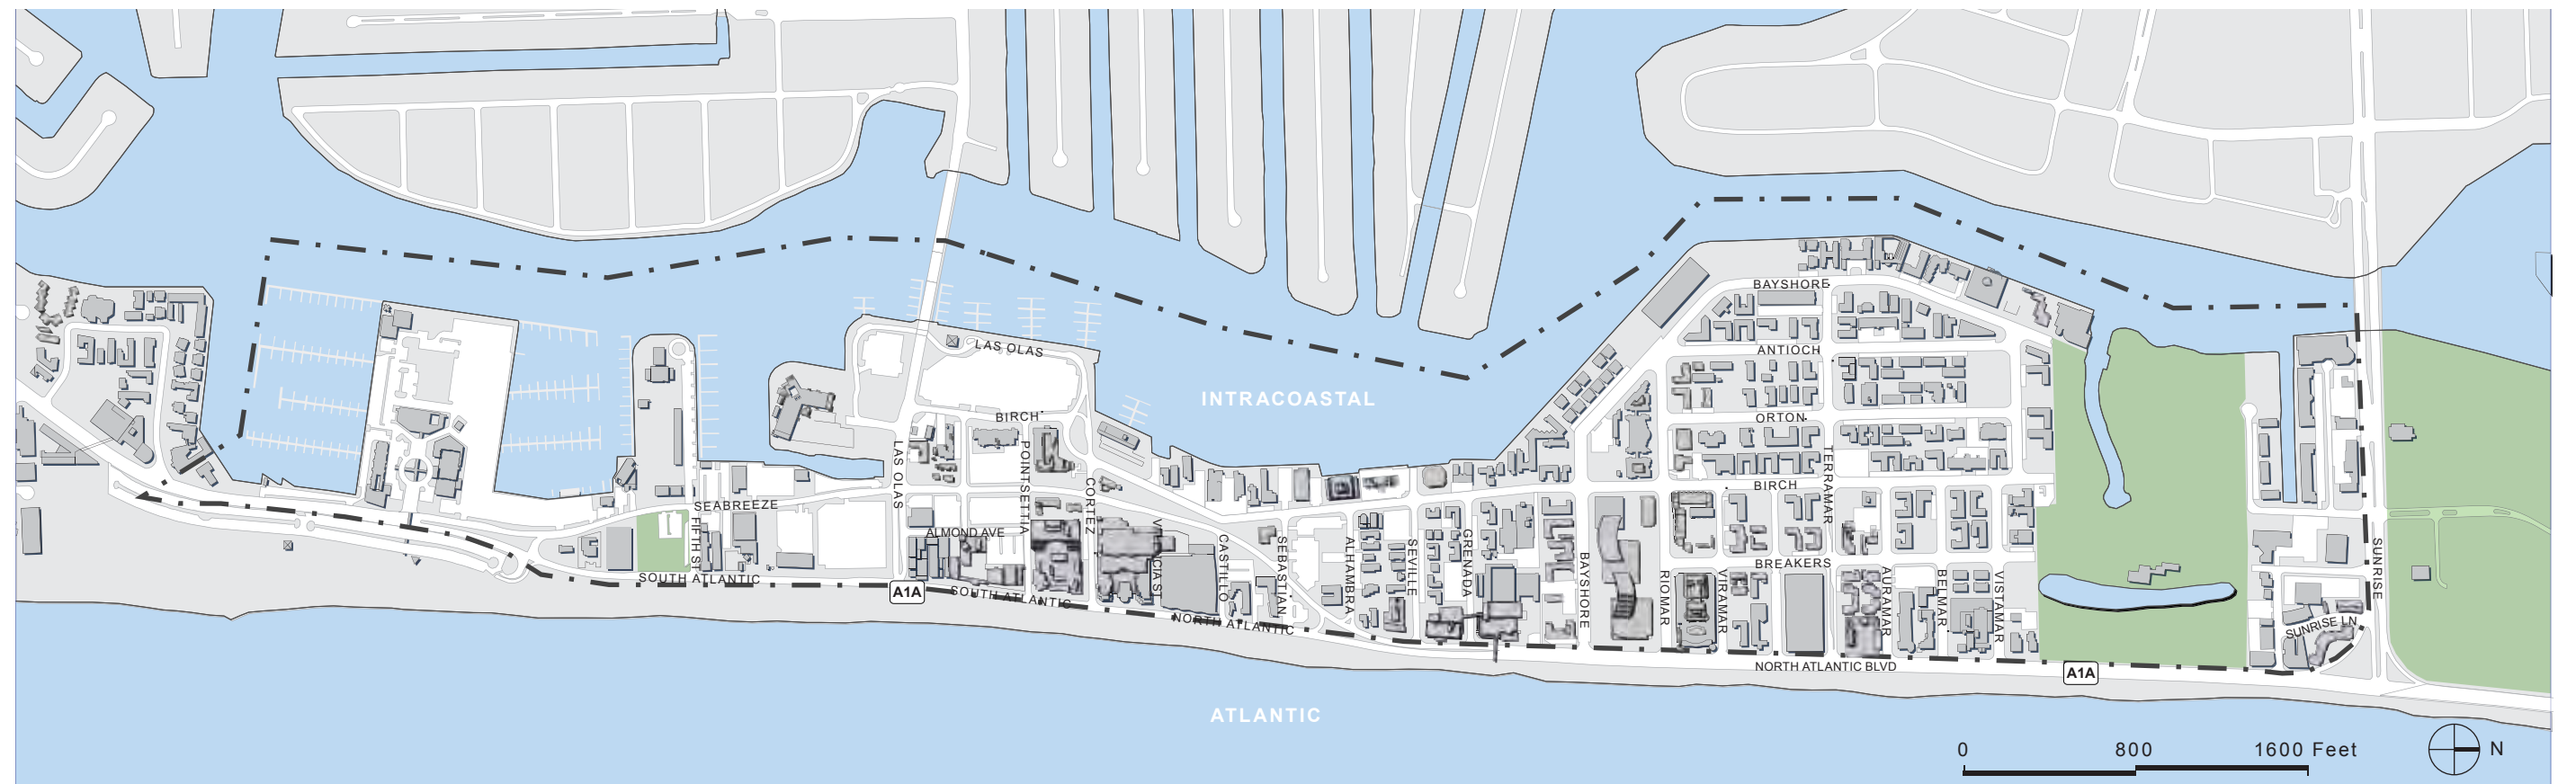 BAYSHORE
LAS OLAS
ANTIOCH
INTRACOASTAL
BIRCH
ORTON
LAS OLAS
POINTSETTIA
TERRAMAR
CORTEZ
BIRCH
SEABREEZE
FIFTH ST
ALMOND AVE
VALENCIA ST
CASTILLO
SEBASTIAN
ALHAMBRA
SEVILLE
GRENADA
BAYSHORE
RIOMAR
VIRAMAR
BREAKERS
AURAMAR
BELMAR
VISTAMAR
SUNRISE
SOUTH ATLANTIC
A1A
SOUTH ATLANTIC
NORTH ATLANTIC
SUNRISE LN
NORTH ATLANTIC BLVD
A1A
ATLANTIC
0 800 1600 Feet
N